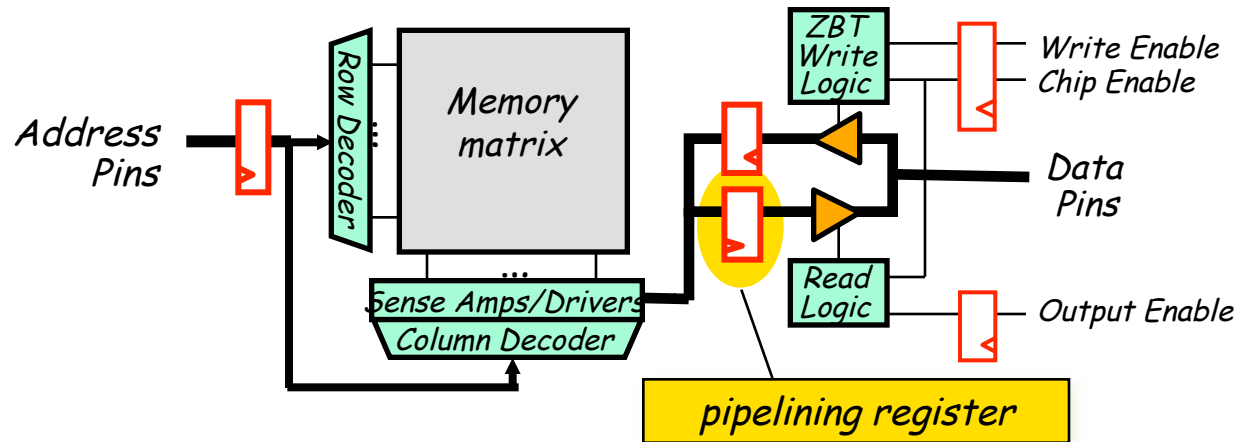 Address
Pins
Row Decoder
...
Memory
matrix
...
Sense Amps/Drivers
Column Decoder
ZBT
Write
Logic
Write Enable
Chip Enable
Data
Pins
Read
Logic
Output Enable
pipelining register